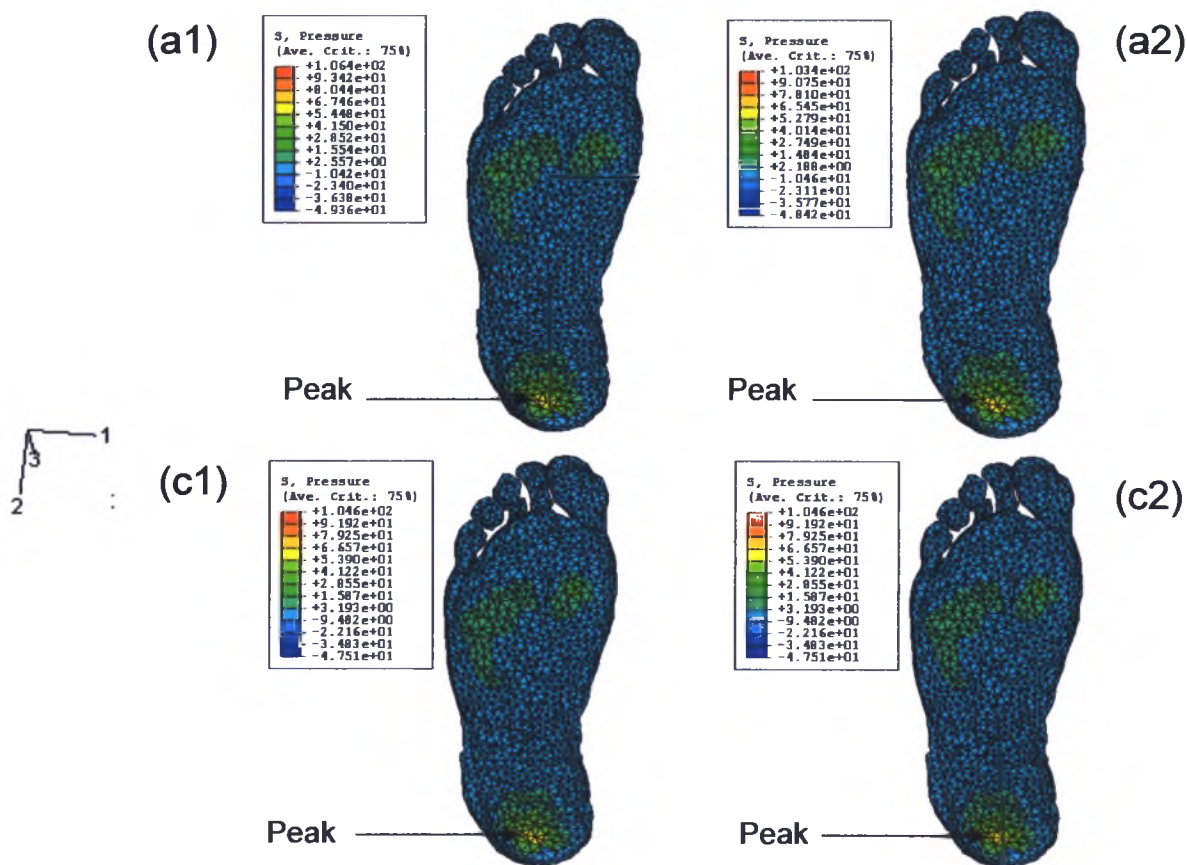 (a1)
S, Pressure
(Ave. Crit.: 75%)
+1.064e+02
+9.342e+01
+8.044e+01
+6.746e+01
+5.448e+01
+4.150e+01
+2.852e+01
+1.554e+01
+2.557e+00
-1.042e+01
-2.340e+01
-3.638e+01
-4.936e+01
Peak
(a2)
S, Pressure
(Ave. Crit.: 75%)
+1.034e+02
+9.075e+01
+7.810e+01
+6.545e+01
+5.279e+01
+4.014e+01
+2.749e+01
+1.484e+01
+2.188e+00
-1.046e+01
-2.311e+01
-3.577e+01
-4.842e+01
Peak
1
3
2
:
(c1)
S, Pressure
(Ave. Crit.: 75%)
+1.046e+02
+9.192e+01
+7.925e+01
+6.657e+01
+5.390e+01
+4.122e+01
+2.855e+01
+1.587e+01
+3.193e+00
-9.482e+00
-2.216e+01
-3.483e+01
-4.751e+01
Peak
(c2)
S, Pressure
(Ave. Crit.: 75%)
+1.046e+02
+9.192e+01
+7.925e+01
+6.657e+01
+5.390e+01
+4.122e+01
+2.855e+01
+1.587e+01
+3.193e+00
-9.482e+00
-2.216e+01
-3.483e+01
-4.751e+01
Peak